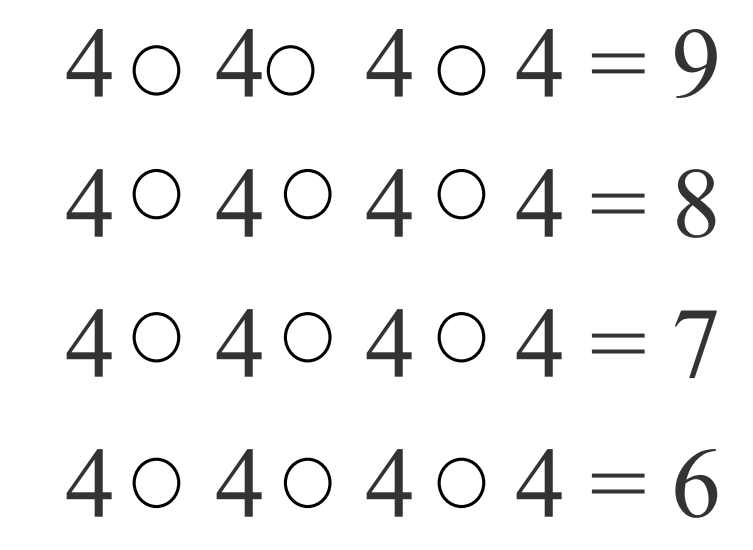 4 ○ 4 ○ 4 ○ 4 = 9
4 ○ 4 ○ 4 ○ 4 = 8
4 ○ 4 ○ 4 ○ 4 = 7
4 ○ 4 ○ 4 ○ 4 = 6